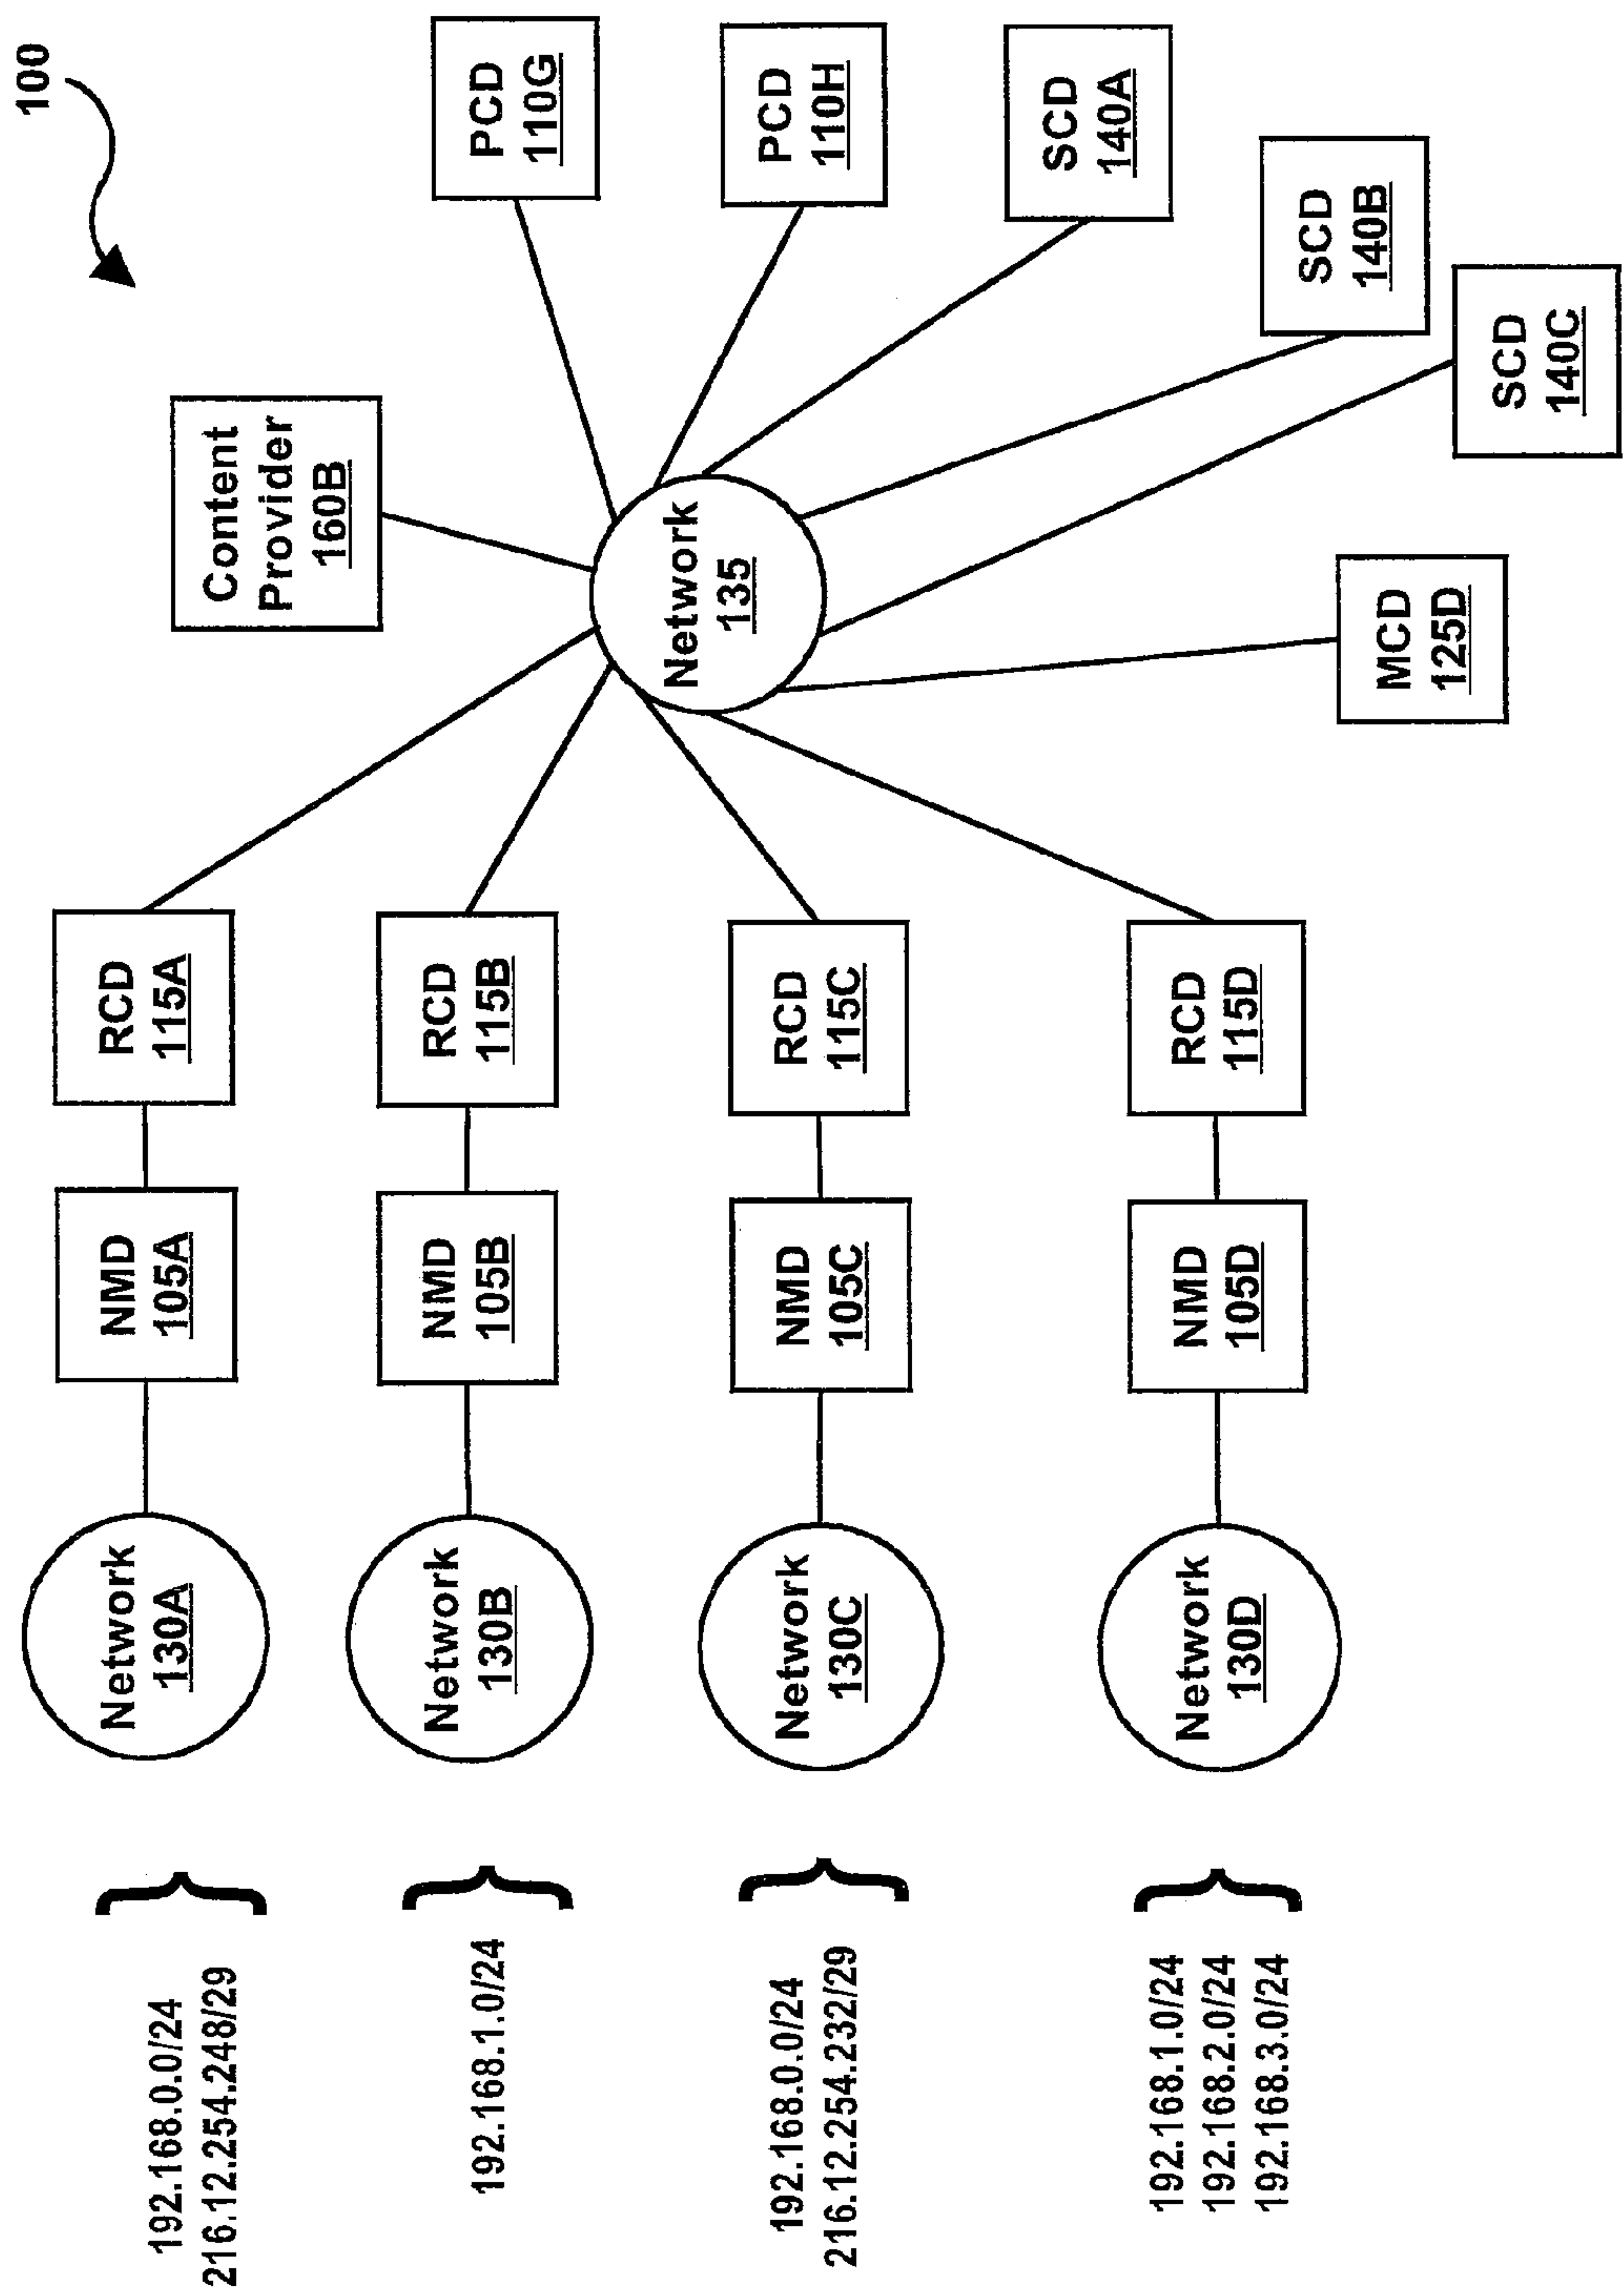 100
192.168.0.0/24
216.12.254.248/29
Network
130A
NMD
105A
RCD
115A
Content
Provider
160B
PCD
110G
192.168.1.0/24
Network
130B
NMD
105B
RCD
115B
Network
135
PCD
110H
192.168.0.0/24
216.12.254.232/29
Network
130C
NMD
105C
RCD
115C
SCD
140A
192.168.1.0/24
192.168.2.0/24
192.168.3.0/24
Network
130D
NMD
105D
RCD
115D
MCD
125D
SCD
140B
SCD
140C